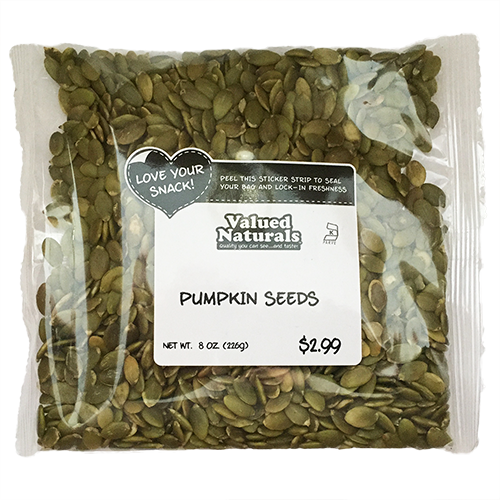 LOVE YOUR
SNACK!
PEEL THIS STICKER STRIP TO SEAL
YOUR BAG AND LOCK-IN FRESHNESS
Valued
Naturals
Quality you can see...and taste!
PUMPKIN SEEDS
NET WT. 8 OZ. (226g)
$2.99